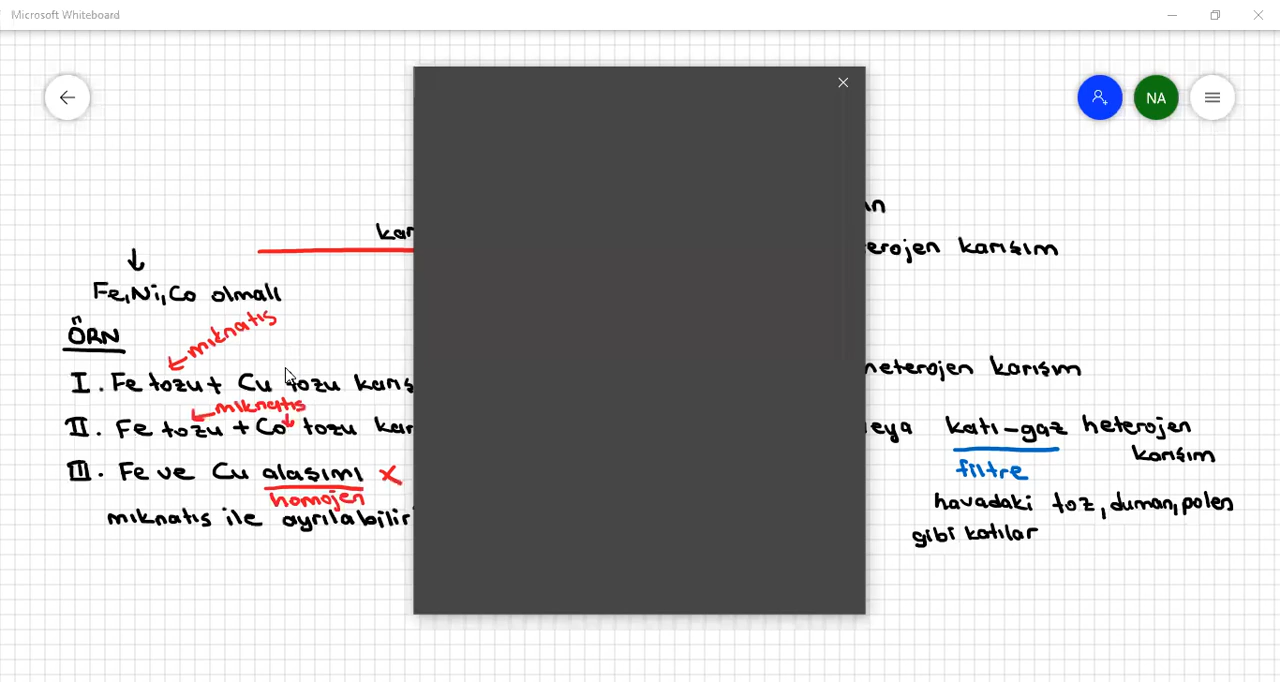 Microsoft Whiteboard
NA
Fe, Ni, Co olmalı
ÖRN
mıknatıs
I. Fe tozu + Cu tozu karış
mıknatıs
II. Fe tozu + Co tozu kar
III. Fe ve Cu alaşımı X
homojen
mıknatıs ile ayrılabilir
kar
erojen karışım
heterojen karışım
eya katı-gaz heterojen
karışım
filtre
havadaki toz, duman, polen
gibi katılar